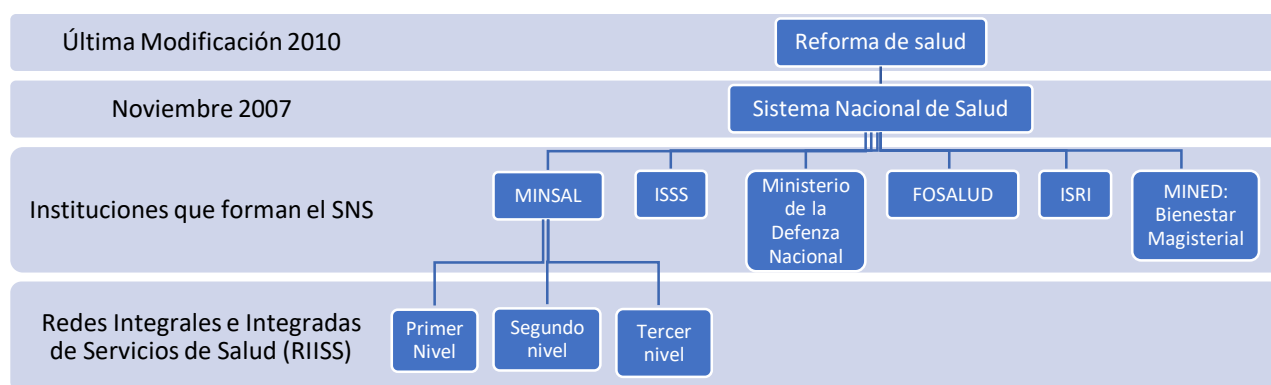 Última Modificación 2010
Reforma de salud
Noviembre 2007
Sistema Nacional de Salud
Instituciones que forman el SNS
MINSAL
ISSS
Ministerio
de la
Defenza
Nacional
FOSALUD
ISRI
MINED:
Bienestar
Magisterial
Redes Integrales e Integradas
de Servicios de Salud (RIISS)
Primer
Nivel
Segundo
nivel
Tercer
nivel